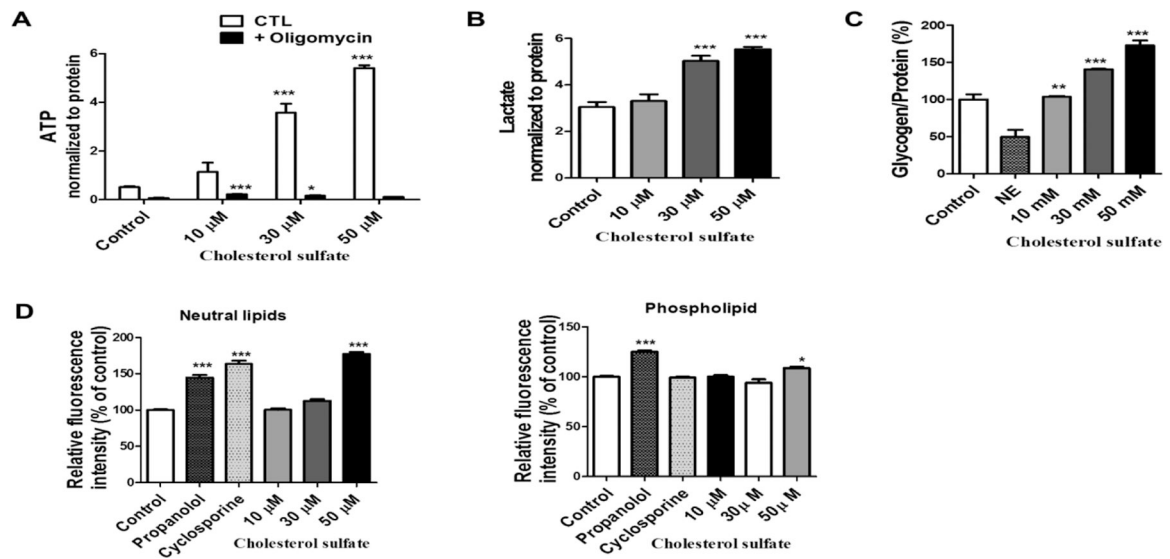 A
CTL
+ Oligomycin
ATP
normalized to protein
6
4
2
0
***
***
***
*
Control
10 µM
30 µM
50 µM
Cholesterol sulfate
B
Lactate
normalized to protein
6
4
2
0
***
***
Control
10 µM
30 µM
50 µM
Cholesterol sulfate
C
Glycogen/Protein (%)
200
150
100
50
0
**
***
***
Control
NE
10 mM
30 mM
50 mM
Cholesterol sulfate
D
Neutral lipids
Relative fluorescence
intensity (% of control)
200
150
100
50
0
***
***
***
Control
Propanolol
Cyclosporine
10 µM
30 µM
50 µM
Cholesterol sulfate
Phospholipid
Relative fluorescence
intensity (% of control)
150
100
50
0
***
*
Control
Propanolol
Cyclosporine
10 µM
30µ M
50µ M
Cholesterol sulfate